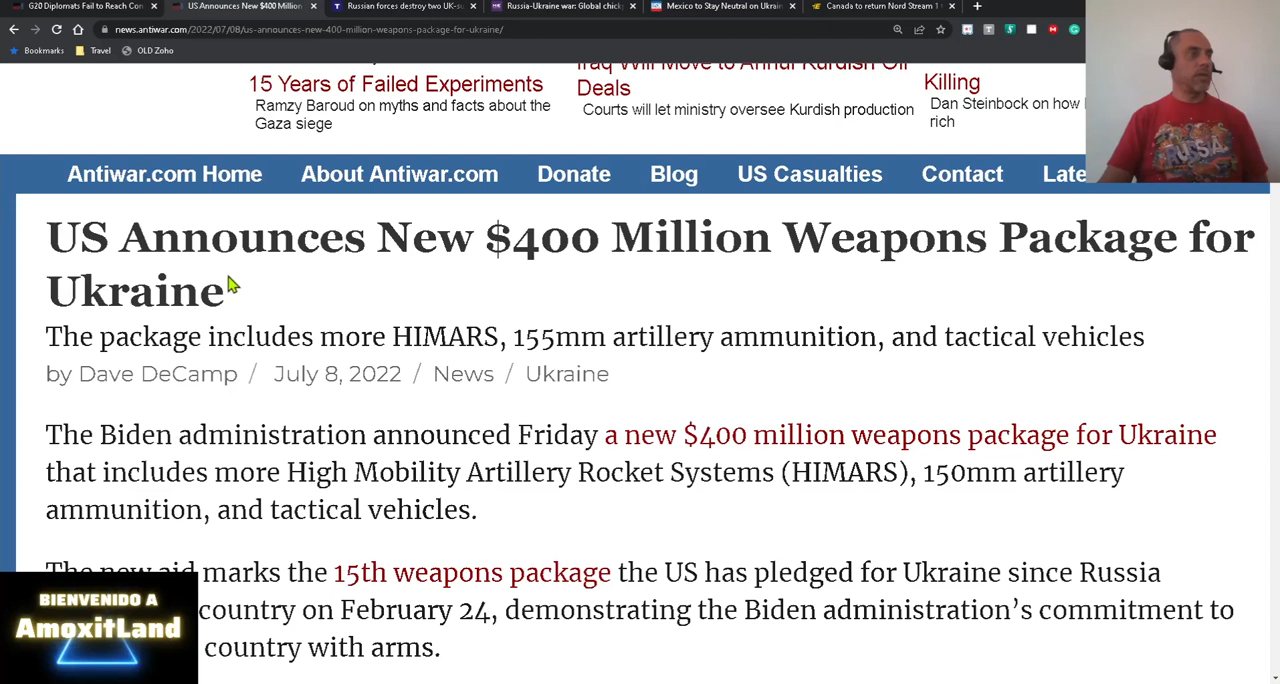 G20 Diplomats Fail to Reach Con
US Announces New $400 Million
Russian forces destroy two UK-su
Russia-Ukraine war: Global chick
Mexico to Stay Neutral on Ukrain
Canada to return Nord Stream 1
news.antiwar.com/2022/07/08/us-announces-new-400-million-weapons-package-for-ukraine/
Bookmarks Travel OLD Zoho
15 Years of Failed Experiments
Ramzy Baroud on myths and facts about the
Gaza siege
Iraq Will Move to Annul Kurdish Oil
Deals
Courts will let ministry oversee Kurdish production
Killing
Dan Steinbock on how
rich
RUSSIA
Antiwar.com Home About Antiwar.com Donate Blog US Casualties Contact Late
US Announces New $400 Million Weapons Package for
Ukraine
The package includes more HIMARS, 155mm artillery ammunition, and tactical vehicles
by Dave DeCamp / July 8, 2022 / News / Ukraine
The Biden administration announced Friday a new $400 million weapons package for Ukraine
that includes more High Mobility Artillery Rocket Systems (HIMARS), 150mm artillery
ammunition, and tactical vehicles.
The new aid marks the 15th weapons package the US has pledged for Ukraine since Russia
country on February 24, demonstrating the Biden administration's commitment to
country with arms.
BIENVENIDO A
AmoxitLand